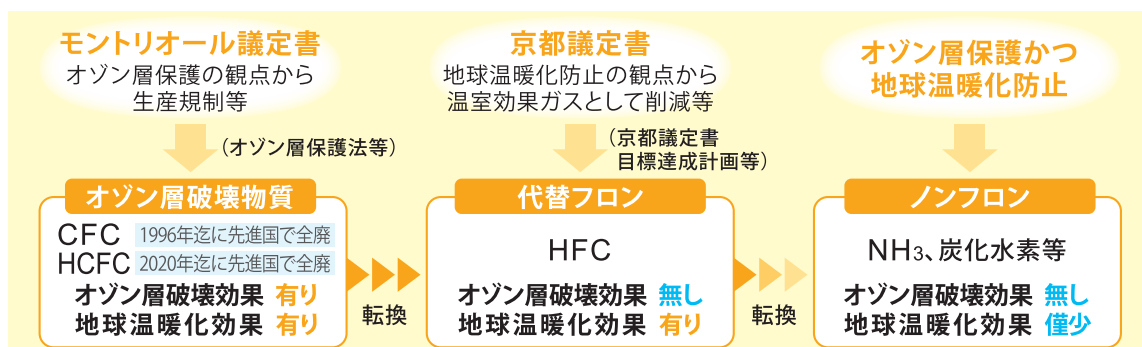 モントリオール議定書
オゾン層保護の観点から
生産規制等
(オゾン層保護法等)
オゾン層破壊物質
CFC 1996年迄に先進国で全廃
HCFC 2020年迄に先進国で全廃
オゾン層破壊効果 有り
地球温暖化効果 有り
転換
京都議定書
地球温暖化防止の観点から
温室効果ガスとして削減等
(京都議定書
目標達成計画等)
代替フロン
HFC
オゾン層破壊効果 無し
地球温暖化効果 有り
転換
オゾン層保護かつ
地球温暖化防止
ノンフロン
NH3、炭化水素等
オゾン層破壊効果 無し
地球温暖化効果 僅少